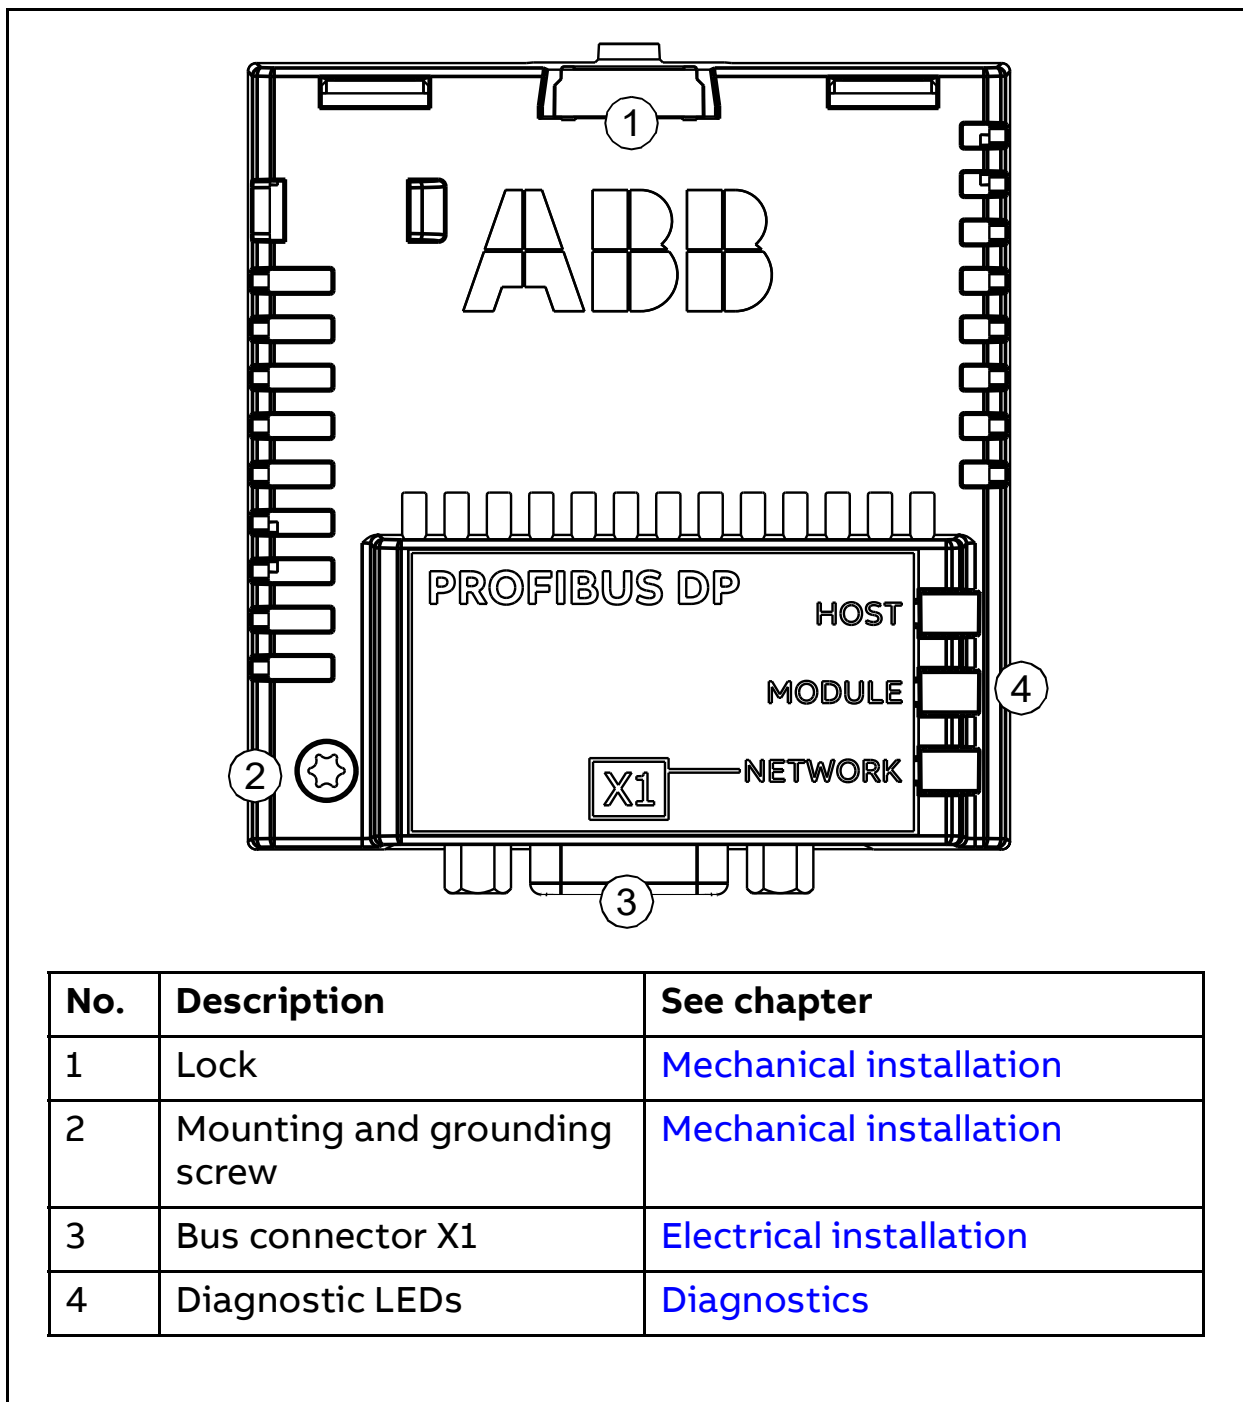 1
ABB
PROFIBUS DP
HOST
MODULE
4
2
X1
NETWORK
3
No. Description See chapter
1 Lock Mechanical installation
2 Mounting and grounding screw Mechanical installation
3 Bus connector X1 Electrical installation
4 Diagnostic LEDs Diagnostics